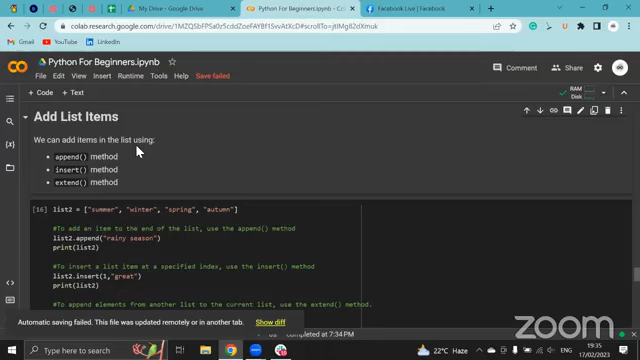 My Drive - Google Drive
Python For Beginners.ipynb - Col
Facebook Live | Facebook
colab.research.google.com/drive/
Gmail
YouTube
LinkedIn
Python For Beginners.ipynb
File Edit View Insert Runtime Tools Help Save failed
Comment
Share
+ Code + Text
RAM
Disk
Add List Items
We can add items in the list using:
append() method
insert() method
extend() method
[16] list2 = ["summer", "winter", "spring", "autumn"]
#To add an item to the end of the list, use the append() method
list2.append("rainy season")
print(list2)
#To insert a list item at a specified index, use the insert() method
list2.insert(1,"great")
print(list2)
#To append elements from another list to the current list, use the extend() method.
Automatic saving failed. This file was updated remotely or in another tab. Show diff
completed at 7:34 PM
zoom
Type here to search
22°C Haze
19:35
17/02/2023